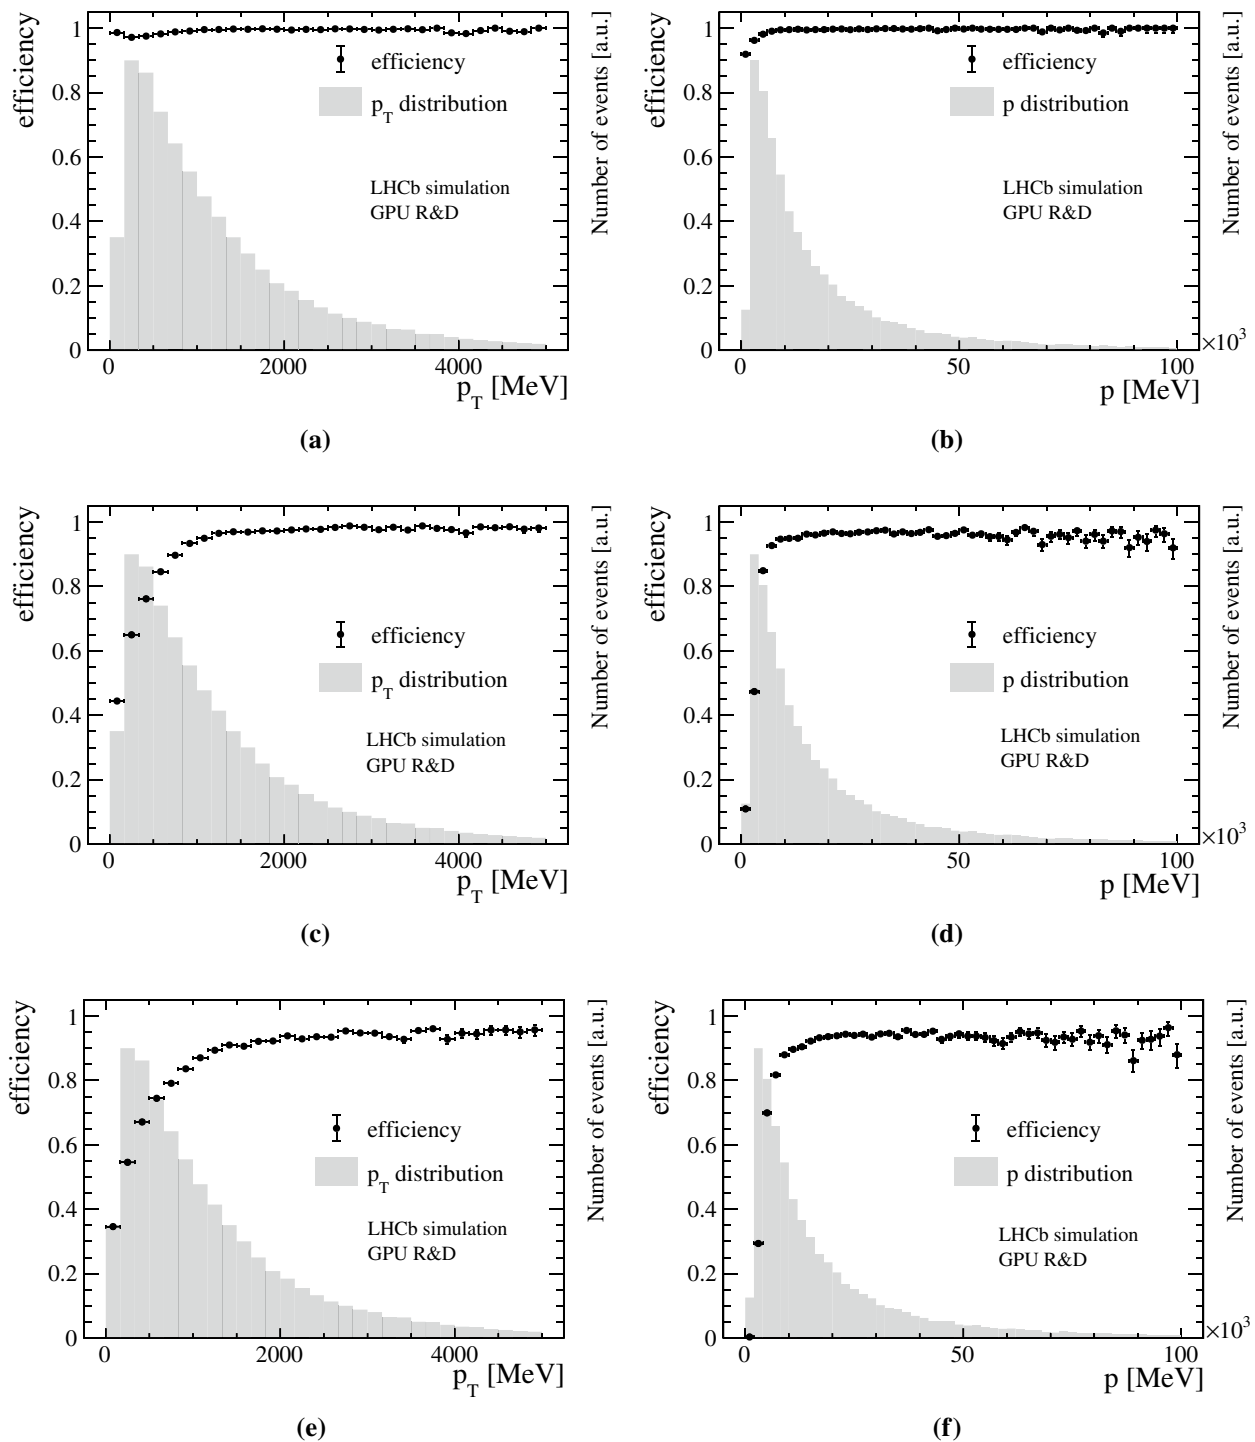 efficiency
Number of events [a.u.]
1
0.8
0.6
0.4
0.2
0
efficiency
p_T distribution
LHCb simulation
GPU R&D
0 2000 4000
p_T [MeV]
(a)
efficiency
Number of events [a.u.]
1
0.8
0.6
0.4
0.2
0
efficiency
p distribution
LHCb simulation
GPU R&D
×10³
0 50 100
p [MeV]
(b)
efficiency
Number of events [a.u.]
1
0.8
0.6
0.4
0.2
0
efficiency
p_T distribution
LHCb simulation
GPU R&D
0 2000 4000
p_T [MeV]
(c)
efficiency
Number of events [a.u.]
1
0.8
0.6
0.4
0.2
0
efficiency
p distribution
LHCb simulation
GPU R&D
×10³
0 50 100
p [MeV]
(d)
efficiency
Number of events [a.u.]
1
0.8
0.6
0.4
0.2
0
efficiency
p_T distribution
LHCb simulation
GPU R&D
0 2000 4000
p_T [MeV]
(e)
efficiency
Number of events [a.u.]
1
0.8
0.6
0.4
0.2
0
efficiency
p distribution
LHCb simulation
GPU R&D
×10³
0 50 100
p [MeV]
(f)